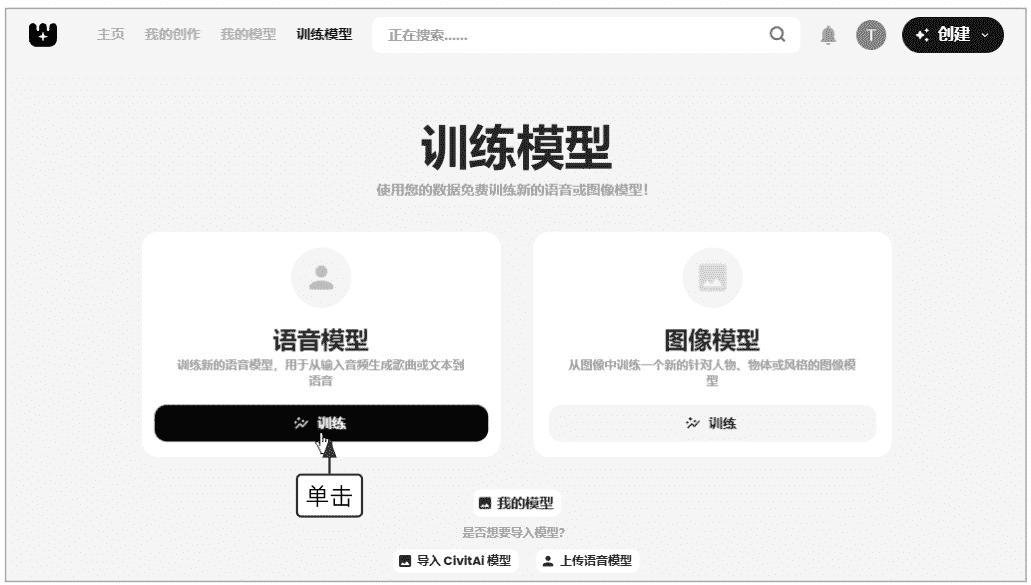 主页 我的创作 我的模型 训练模型 正在搜索...... T 创建
训练模型
使用您的数据免费训练新的语音或图像模型！
语音模型
训练新的语音模型，用于从输入音频生成歌曲或文本到
语音
训练
图像模型
从图像中训练一个新的针对人物、物体或风格的图像模
型
训练
单击
我的模型
是否想要导入模型?
导入 CivitAi 模型 上传语音模型